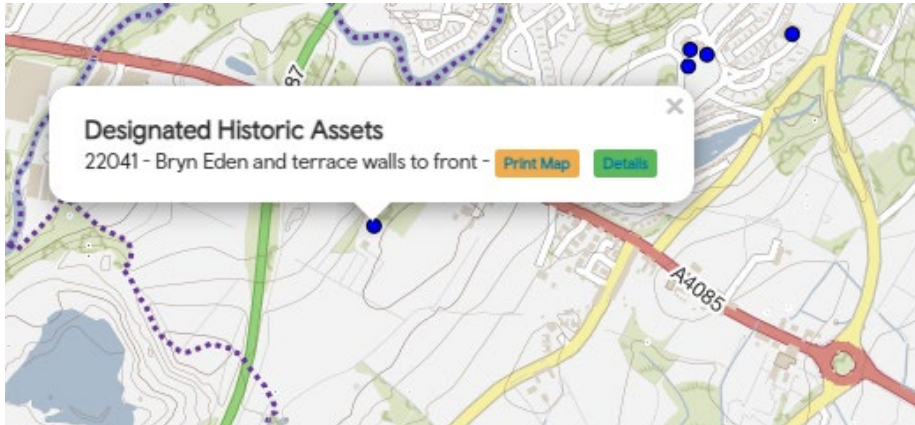 87
×
Designated Historic Assets
22041 - Bryn Eden and terrace walls to front - Print Map Details
A4085